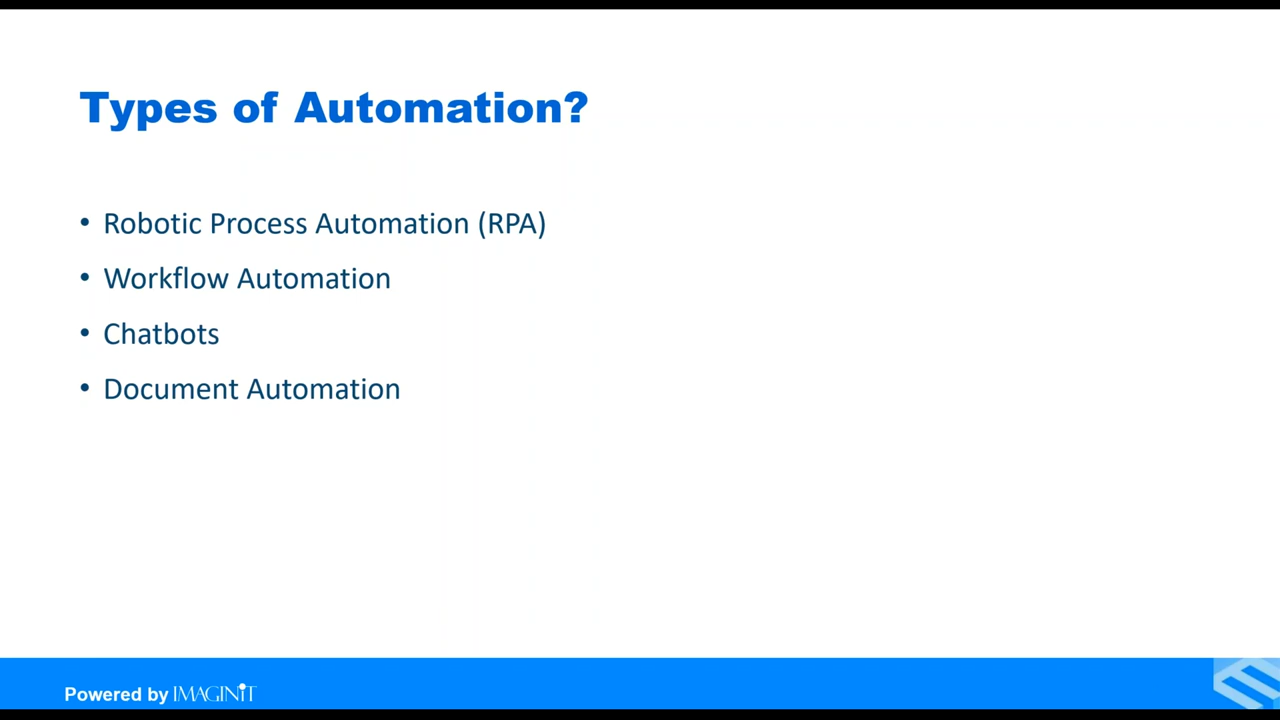 Types of Automation?
• Robotic Process Automation (RPA)
• Workflow Automation
• Chatbots
• Document Automation
Powered by IMAGINiT